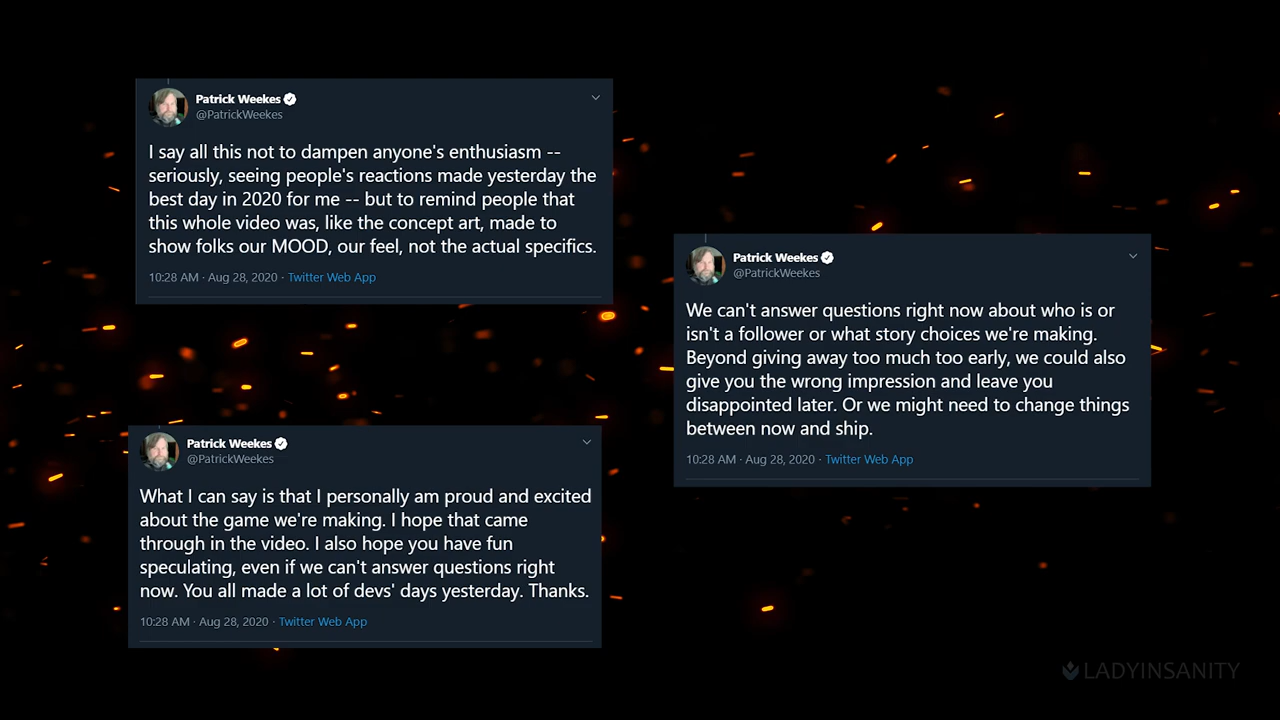 Patrick Weekes
@PatrickWeekes
I say all this not to dampen anyone's enthusiasm --
seriously, seeing people's reactions made yesterday the
best day in 2020 for me -- but to remind people that
this whole video was, like the concept art, made to
show folks our MOOD, our feel, not the actual specifics.
10:28 AM · Aug 28, 2020 · Twitter Web App
Patrick Weekes
@PatrickWeekes
We can't answer questions right now about who is or
isn't a follower or what story choices we're making.
Beyond giving away too much too early, we could also
give you the wrong impression and leave you
disappointed later. Or we might need to change things
between now and ship.
10:28 AM · Aug 28, 2020 · Twitter Web App
Patrick Weekes
@PatrickWeekes
What I can say is that I personally am proud and excited
about the game we're making. I hope that came
through in the video. I also hope you have fun
speculating, even if we can't answer questions right
now. You all made a lot of devs' days yesterday. Thanks.
10:28 AM · Aug 28, 2020 · Twitter Web App
LADYINSANITY